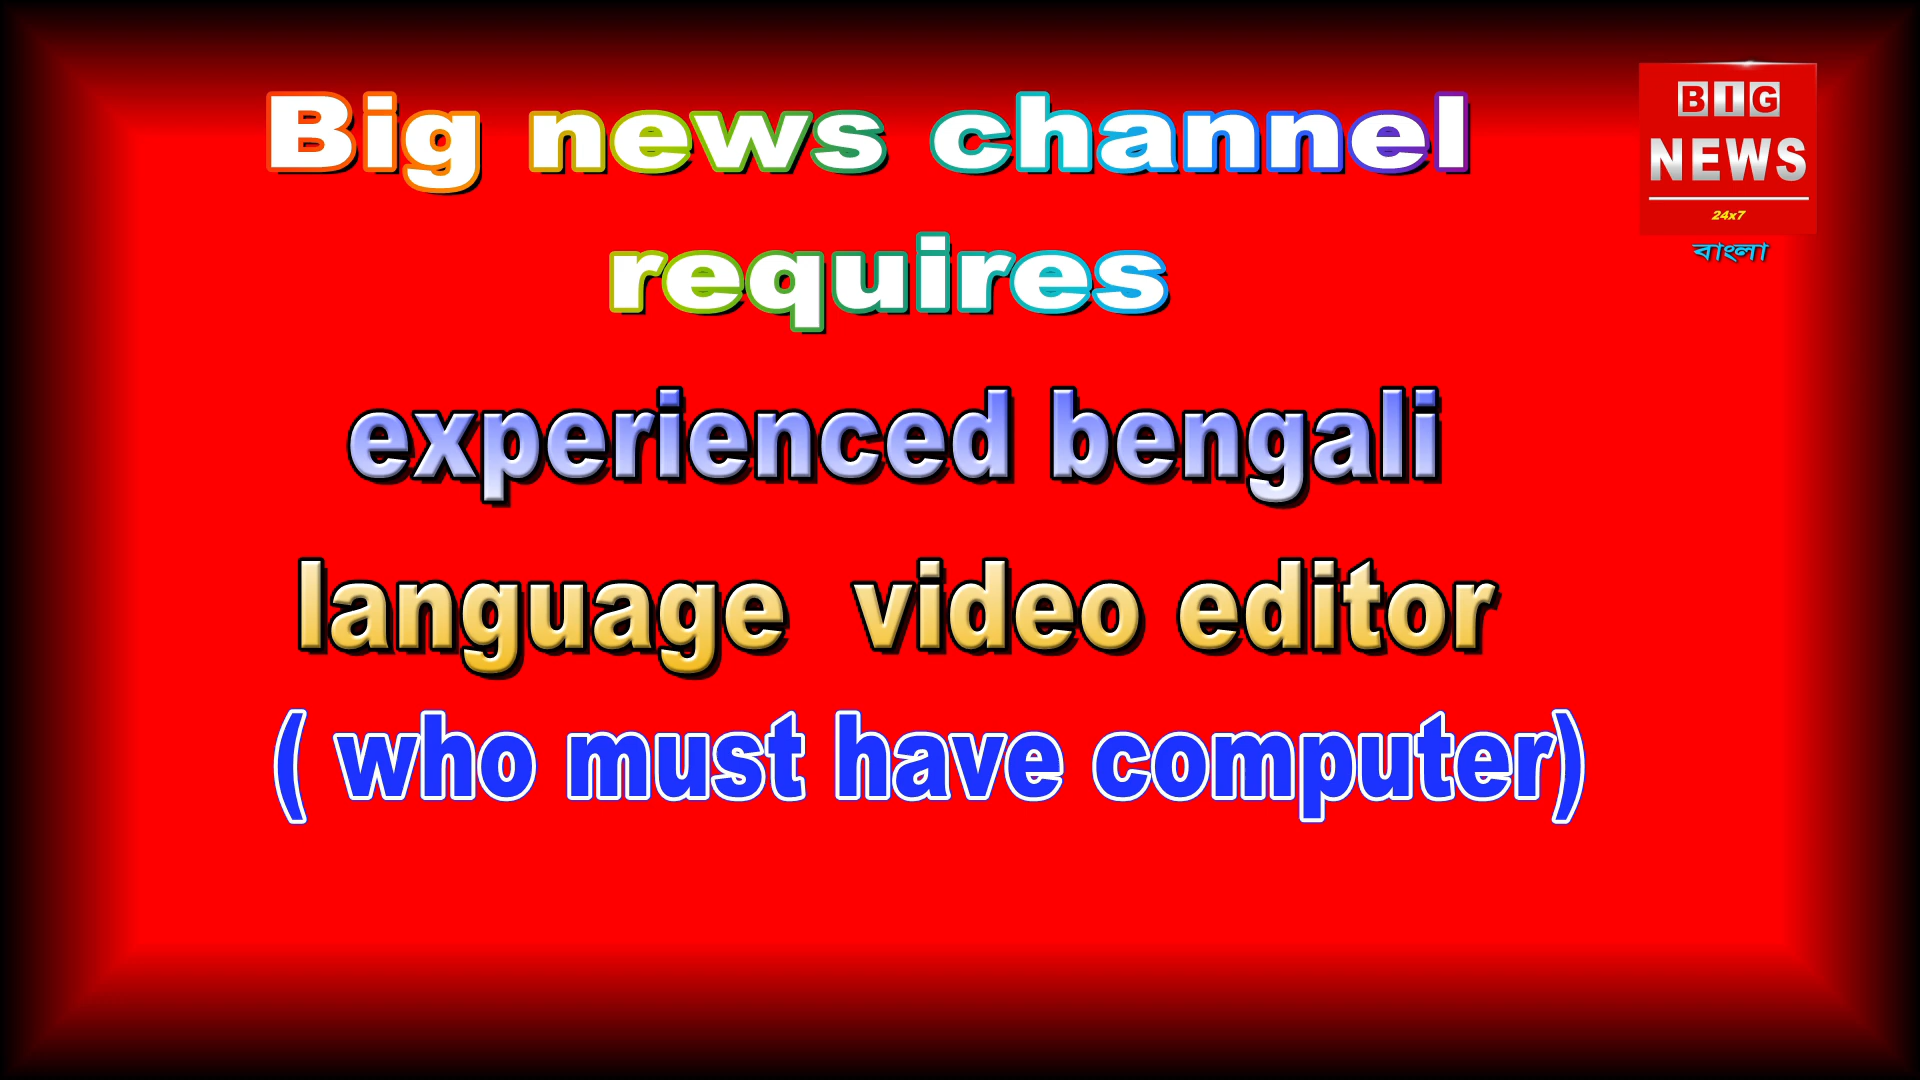 Big news channel
requires
experienced bengali
language video editor
( who must have computer)
BIG
NEWS
24x7
বাংলা